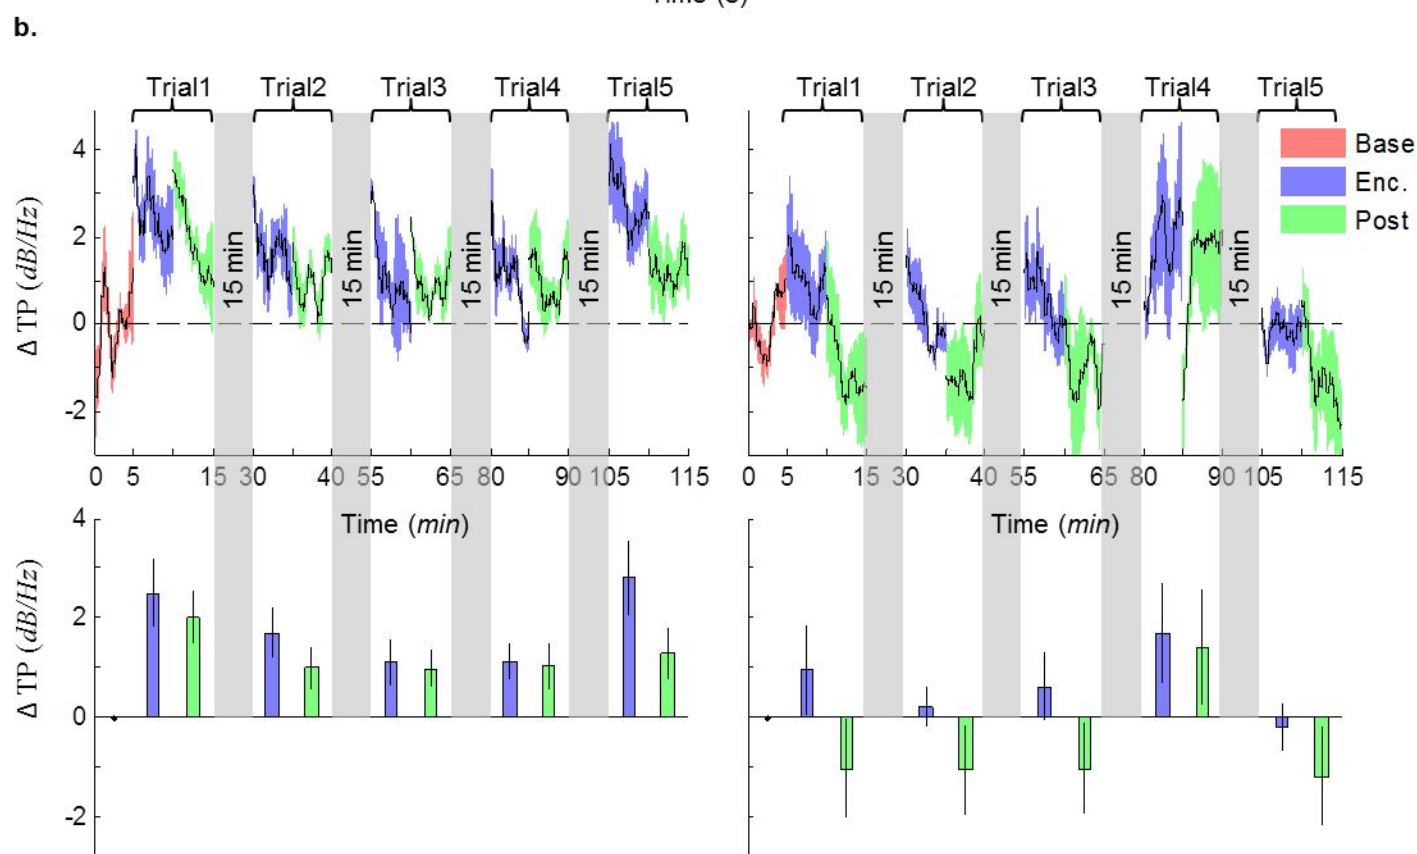 b.
Trial1 Trial2 Trial3 Trial4 Trial5 Trial1 Trial2 Trial3 Trial4 Trial5
Base
Enc.
Post
Δ TP (dB/Hz)
4
2
0
-2
15 min 15 min 15 min 15 min 15 min 15 min 15 min 15 min
0 5 15 30 40 55 65 80 90 105 115 0 5 15 30 40 55 65 80 90 105 115
Time (min) Time (min)
Δ TP (dB/Hz)
4
2
0
-2